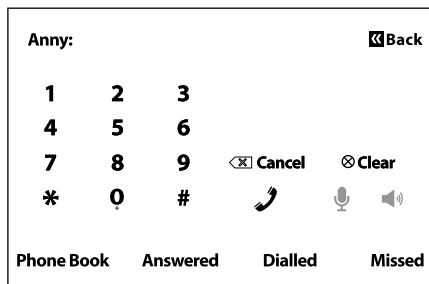 Anny: Back
1 2 3
4 5 6
7 8 9 Cancel Clear
* 0 #
+
Phone Book Answered Dialled Missed